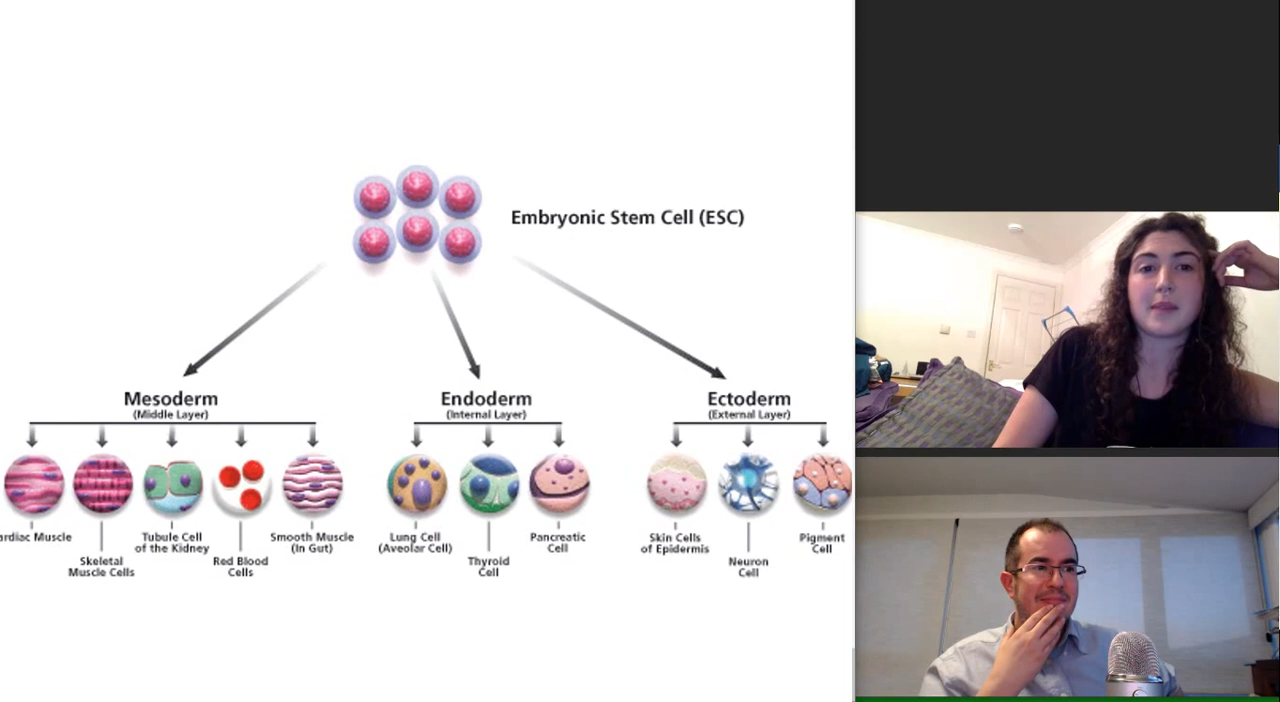 Embryonic Stem Cell (ESC)
Mesoderm
(Middle Layer)
Endoderm
(Internal Layer)
Ectoderm
(External Layer)
ardiac Muscle
Skeletal
Muscle Cells
Tubule Cell
of the Kidney
Red Blood
Cells
Smooth Muscle
(In Gut)
Lung Cell
(Aveolar Cell)
Thyroid
Cell
Pancreatic
Cell
Skin Cells
of Epidermis
Neuron
Cell
Pigment
Cell